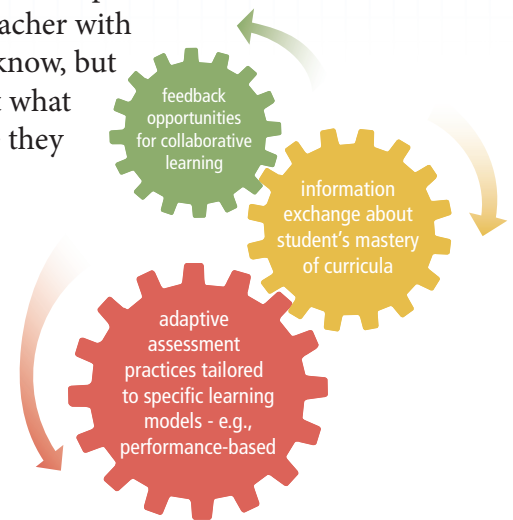 eacher with
know, but
what
they
feedback
opportunities
for collaborative
learning
information
exchange about
student's mastery
of curricula
adaptive
assessment
practices tailored
to specific learning
models - e.g.,
performance-based